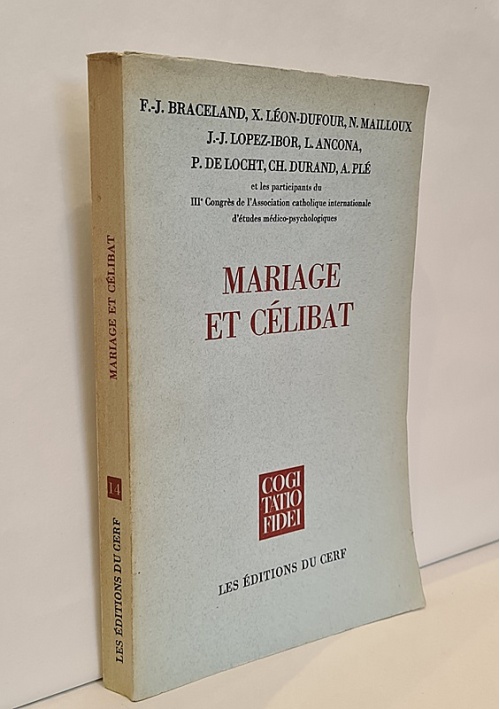 F.-J. BRACELAND, X. LÉON-DUFOUR, N. MAILLOUX
J.-J. LOPEZ-IBOR, L. ANCONA,
P. DE LOCHT, CH. DURAND, A. PLÉ
et les participants du
IIIe Congrès de l'Association catholique internationale
d'études médico-psychologiques
MARIAGE
ET CÉLIBAT
COGI
TATIO
FIDEI
LES ÉDITIONS DU CERF
MARIAGE ET CÉLIBAT
14
LES ÉDITIONS DU CERF